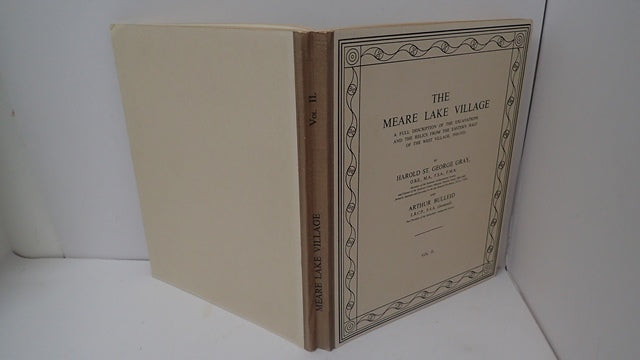 THE
MEARE LAKE VILLAGE
A FULL DESCRIPTION OF THE EXCAVATIONS
AND THE RELICS FROM THE EASTERN HALF
OF THE WEST VILLAGE,
BY
HAROLD ST. GEORGE GRAY,
O.B.E., M.A., F.S.A., F.M.A.
AND
ARTHUR BULLEID
L.R.C.P., F.S.A.
VOL. II.
MEARE LAKE VILLAGE
VOL. II.